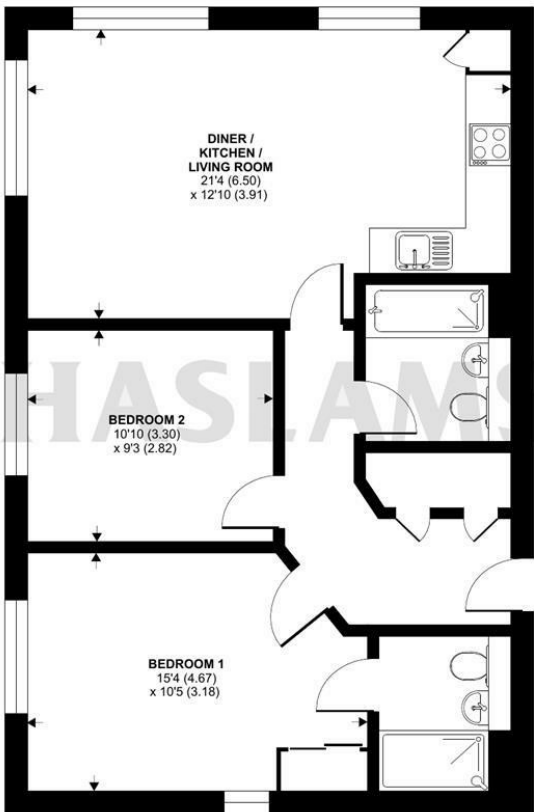 DINER /
KITCHEN /
LIVING ROOM
21'4 (6.50)
x 12'10 (3.91)
HASLAMS
BEDROOM 2
10'10 (3.30)
x 9'3 (2.82)
BEDROOM 1
15'4 (4.67)
x 10'5 (3.18)